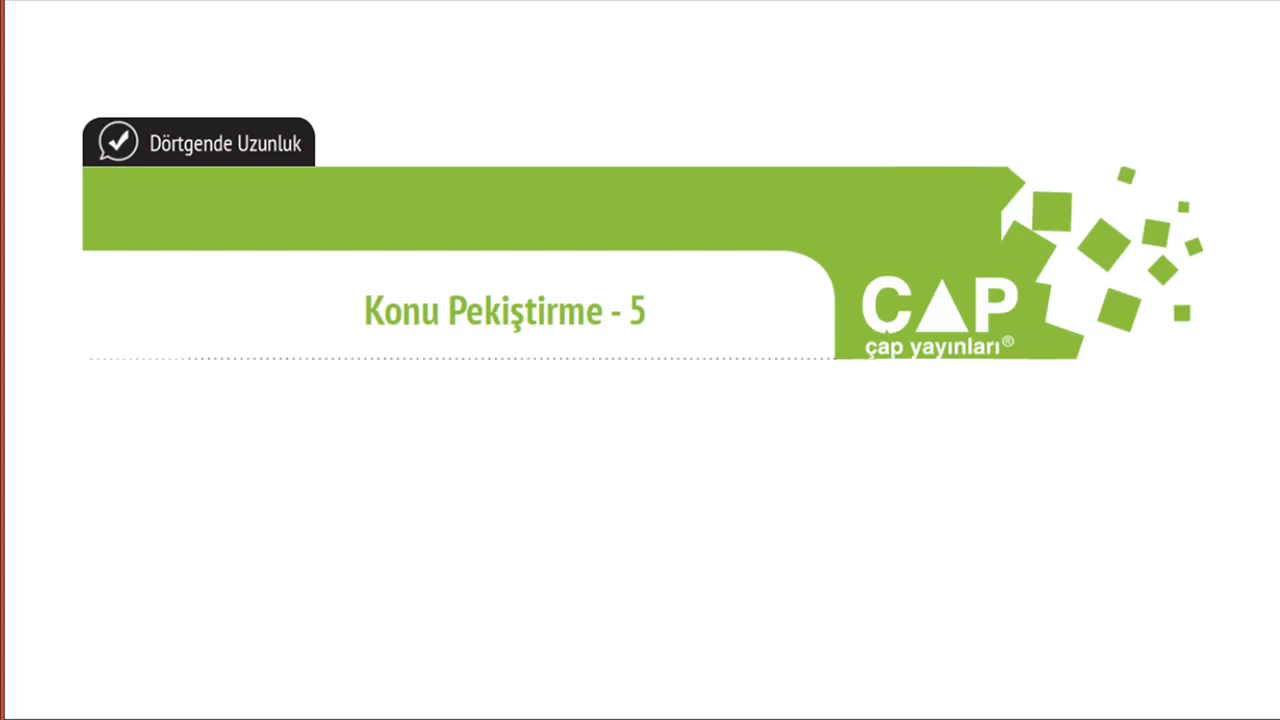 Dörtgende Uzunluk
Konu Pekiştirme - 5
ÇAP
çap yayınları®